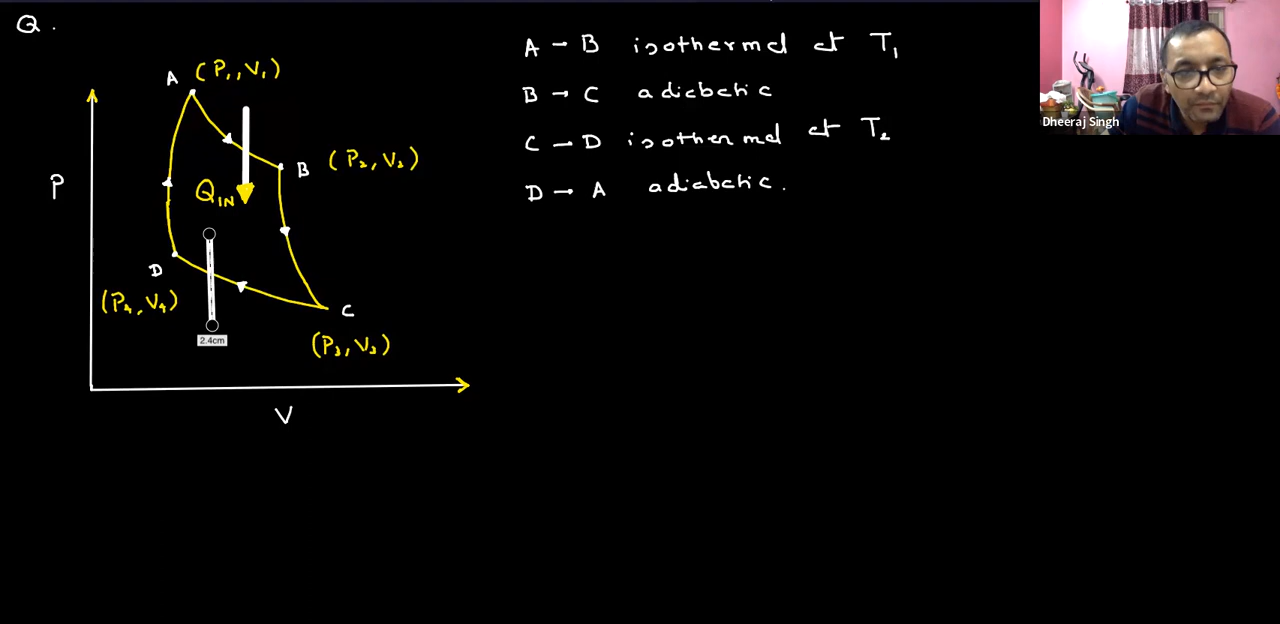 Q.
A → B isothermal at T₁
B → C adiabatic
C → D isothermal at T₂
D → A adiabatic.
A (P₁, V₁)
B (P₂, V₂)
P
Q_IN
D
(P₄, V₄)
C
(P₃, V₃)
2.4cm
V
Dheeraj Singh